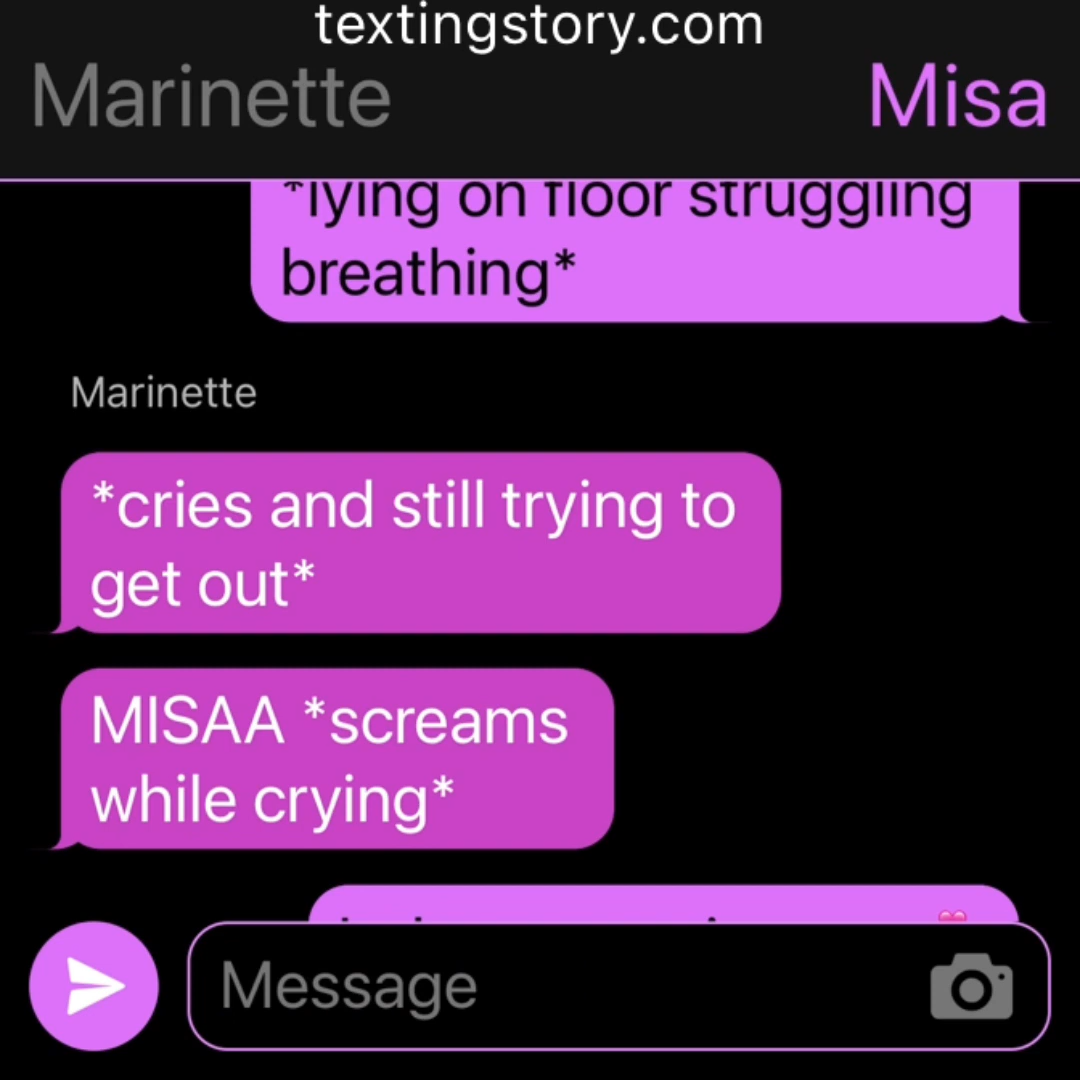 textingstory.com
Marinette
Misa
*lying on floor struggling
breathing*
Marinette
*cries and still trying to
get out*
MISAA *screams
while crying*
Message